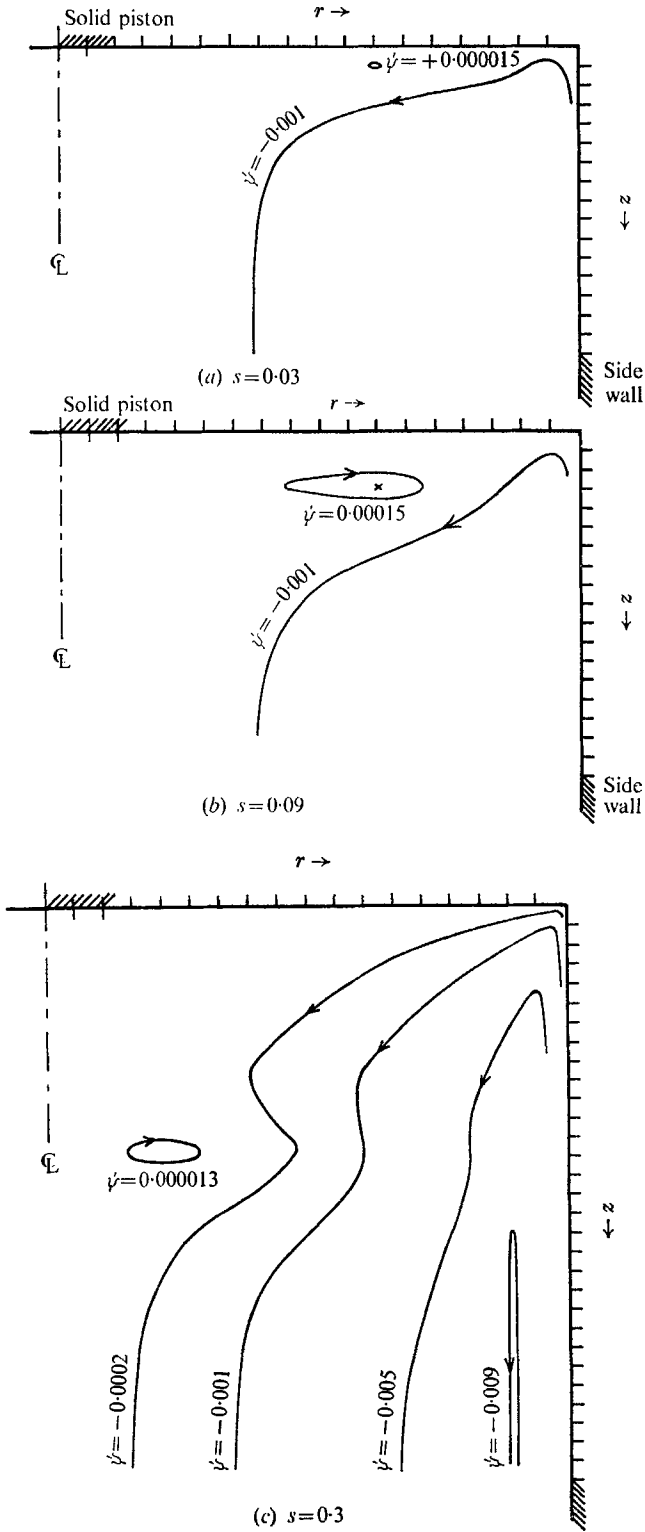 r→
Solid piston
ψ́=+0·000015
ψ́=−0·001
z→
℄
(a) s=0·03
Side
wall
Solid piston
r→
ψ́=0·00015
ψ́=−0·001
z→
℄
(b) s=0·09
Side
wall
r→
ψ́=0·000013
℄
z→
ψ́=−0·0002
ψ́=−0·001
ψ́=−0·005
ψ́=−0·009
(c) s=0·3